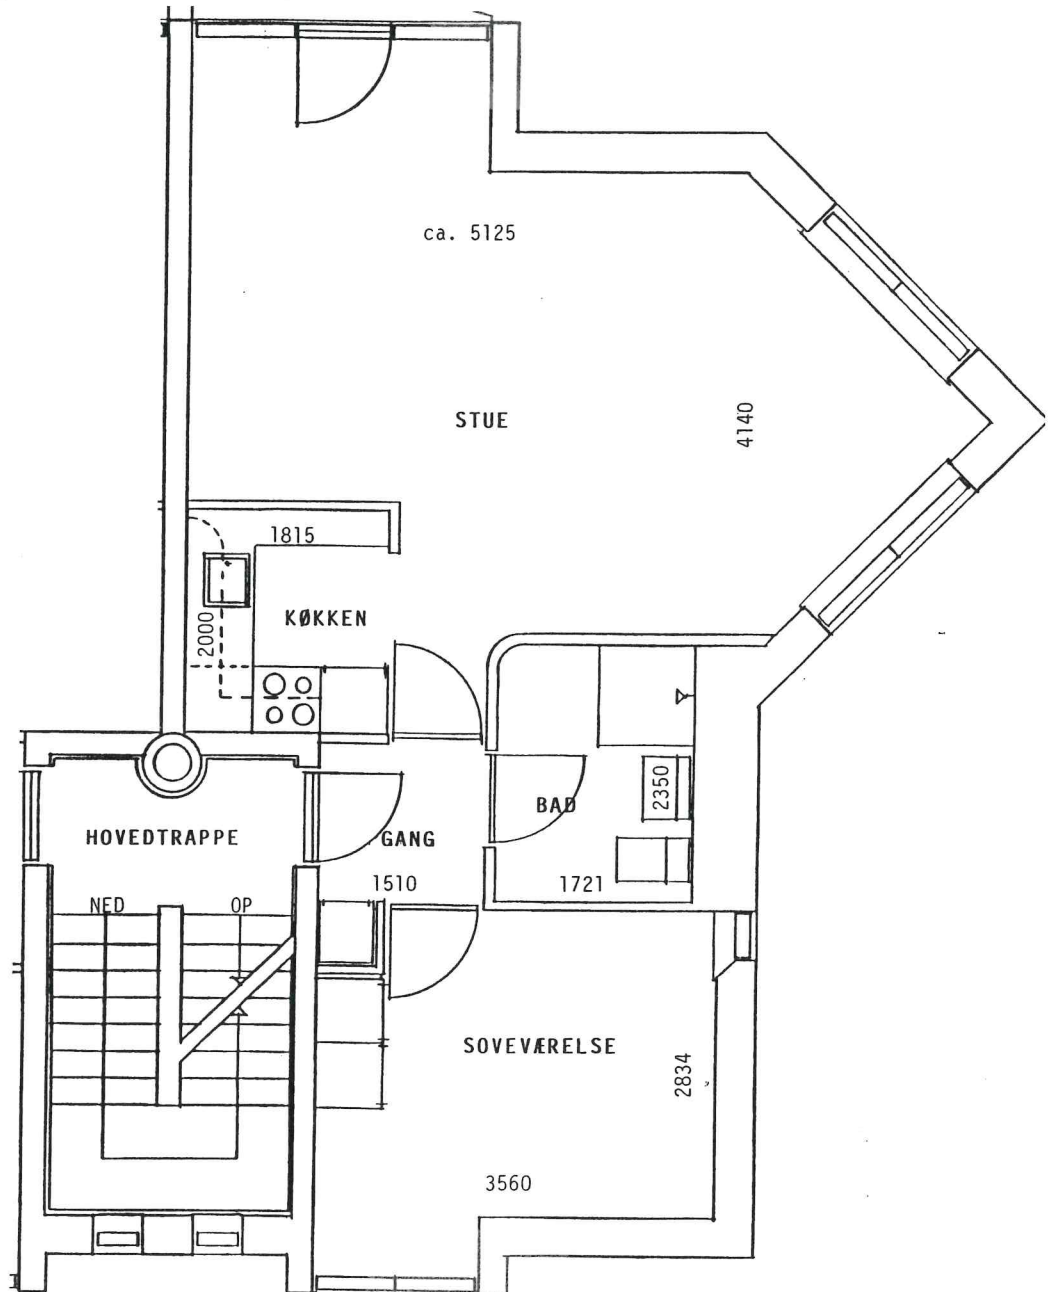 ca. 5125
STUE
4140
1815
KØKKEN
2000
2350
BAD
HOVEDTRAPPE
GANG
1510
1721
NED
OP
SOVEVÆRELSE
2834
3560